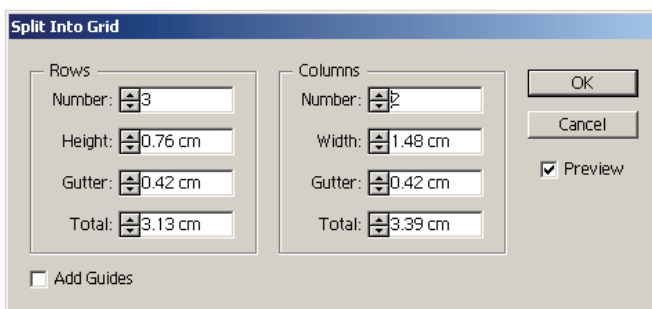 Split Into Grid
Rows
Number: 3
Height: 0.76 cm
Gutter: 0.42 cm
Total: 3.13 cm
Columns
Number: 2
Width: 1.48 cm
Gutter: 0.42 cm
Total: 3.39 cm
OK
Cancel
Preview
Add Guides